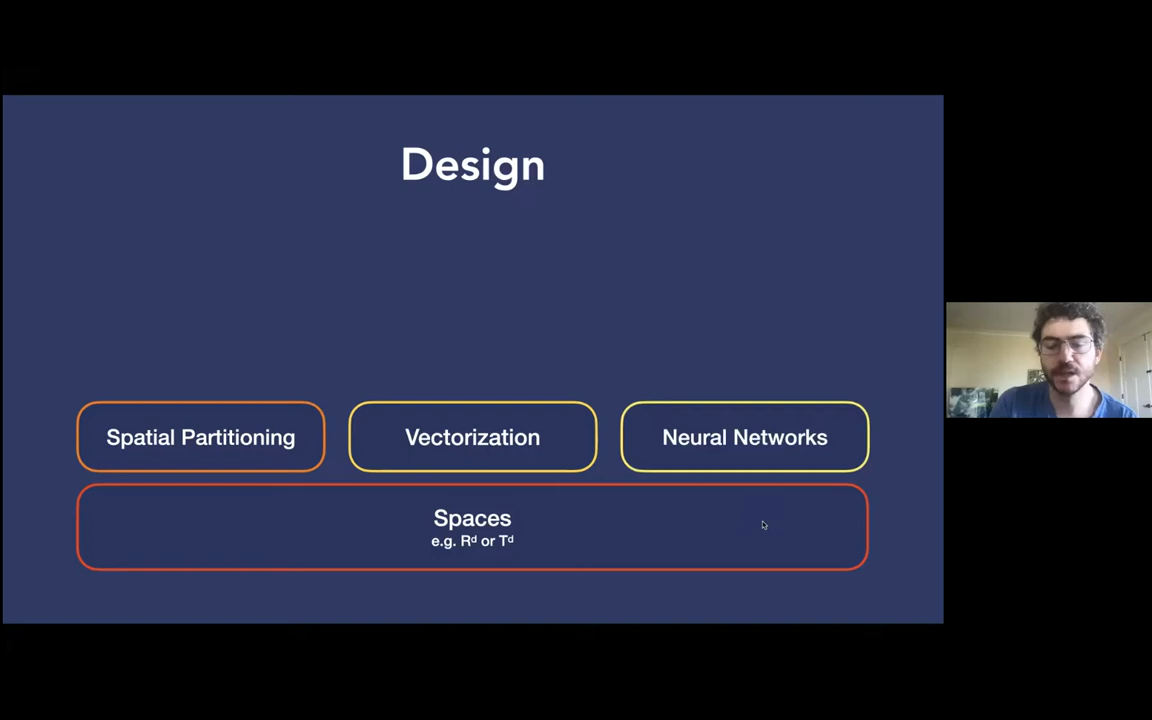 Design
Spatial Partitioning
Vectorization
Neural Networks
Spaces
e.g. Rᵈ or Tᵈ